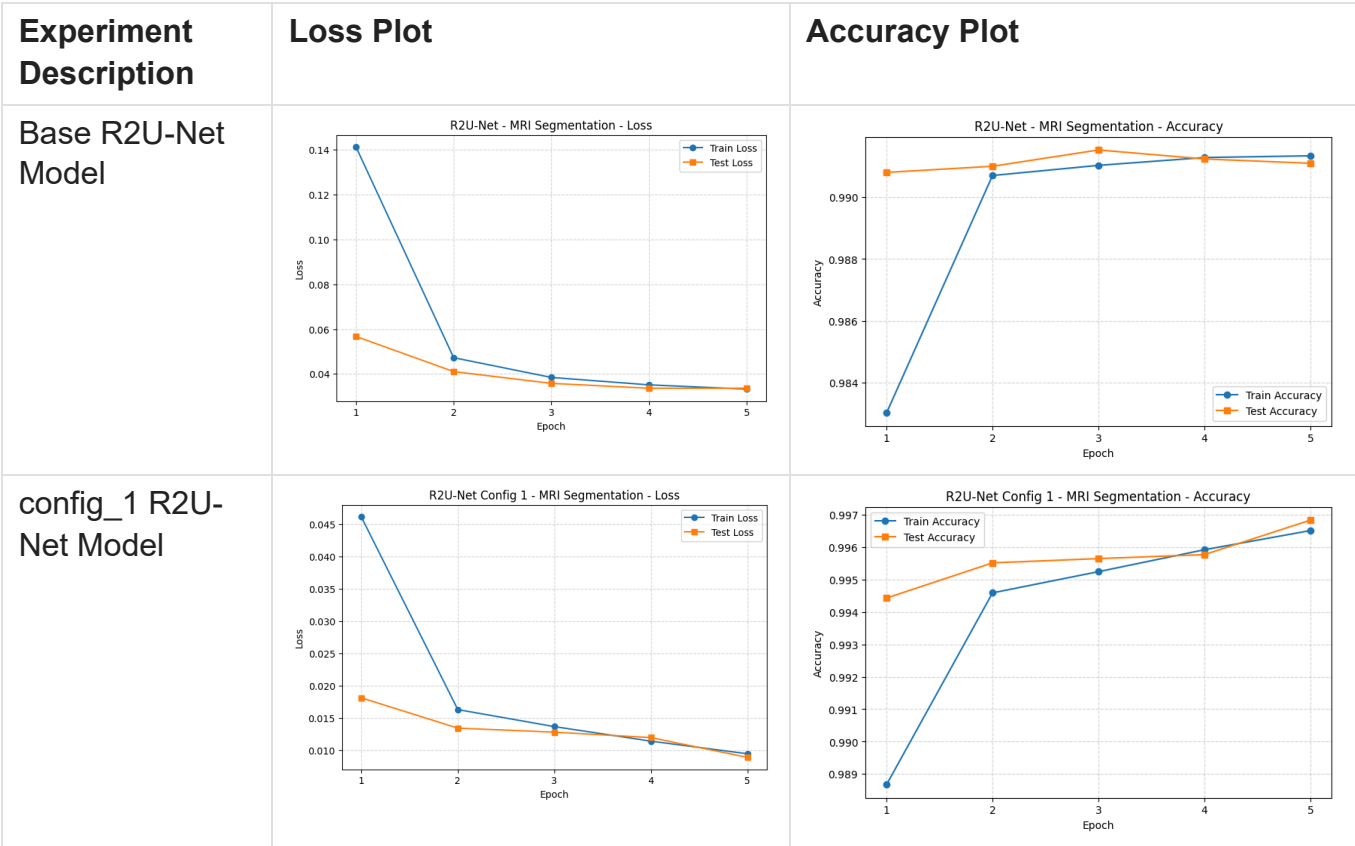 Experiment
Description
Loss Plot
Accuracy Plot
Base R2U-Net
Model
R2U-Net - MRI Segmentation - Loss
Train Loss
Test Loss
0.14
0.12
0.10
0.08
0.06
0.04
Loss
1 2 3 4 5
Epoch
R2U-Net - MRI Segmentation - Accuracy
0.990
0.988
0.986
0.984
Accuracy
Train Accuracy
Test Accuracy
1 2 3 4 5
Epoch
config_1 R2U-
Net Model
R2U-Net Config 1 - MRI Segmentation - Loss
Train Loss
Test Loss
0.045
0.040
0.035
0.030
0.025
0.020
0.015
0.010
Loss
1 2 3 4 5
Epoch
R2U-Net Config 1 - MRI Segmentation - Accuracy
Train Accuracy
Test Accuracy
0.997
0.996
0.995
0.994
0.993
0.992
0.991
0.990
0.989
Accuracy
1 2 3 4 5
Epoch